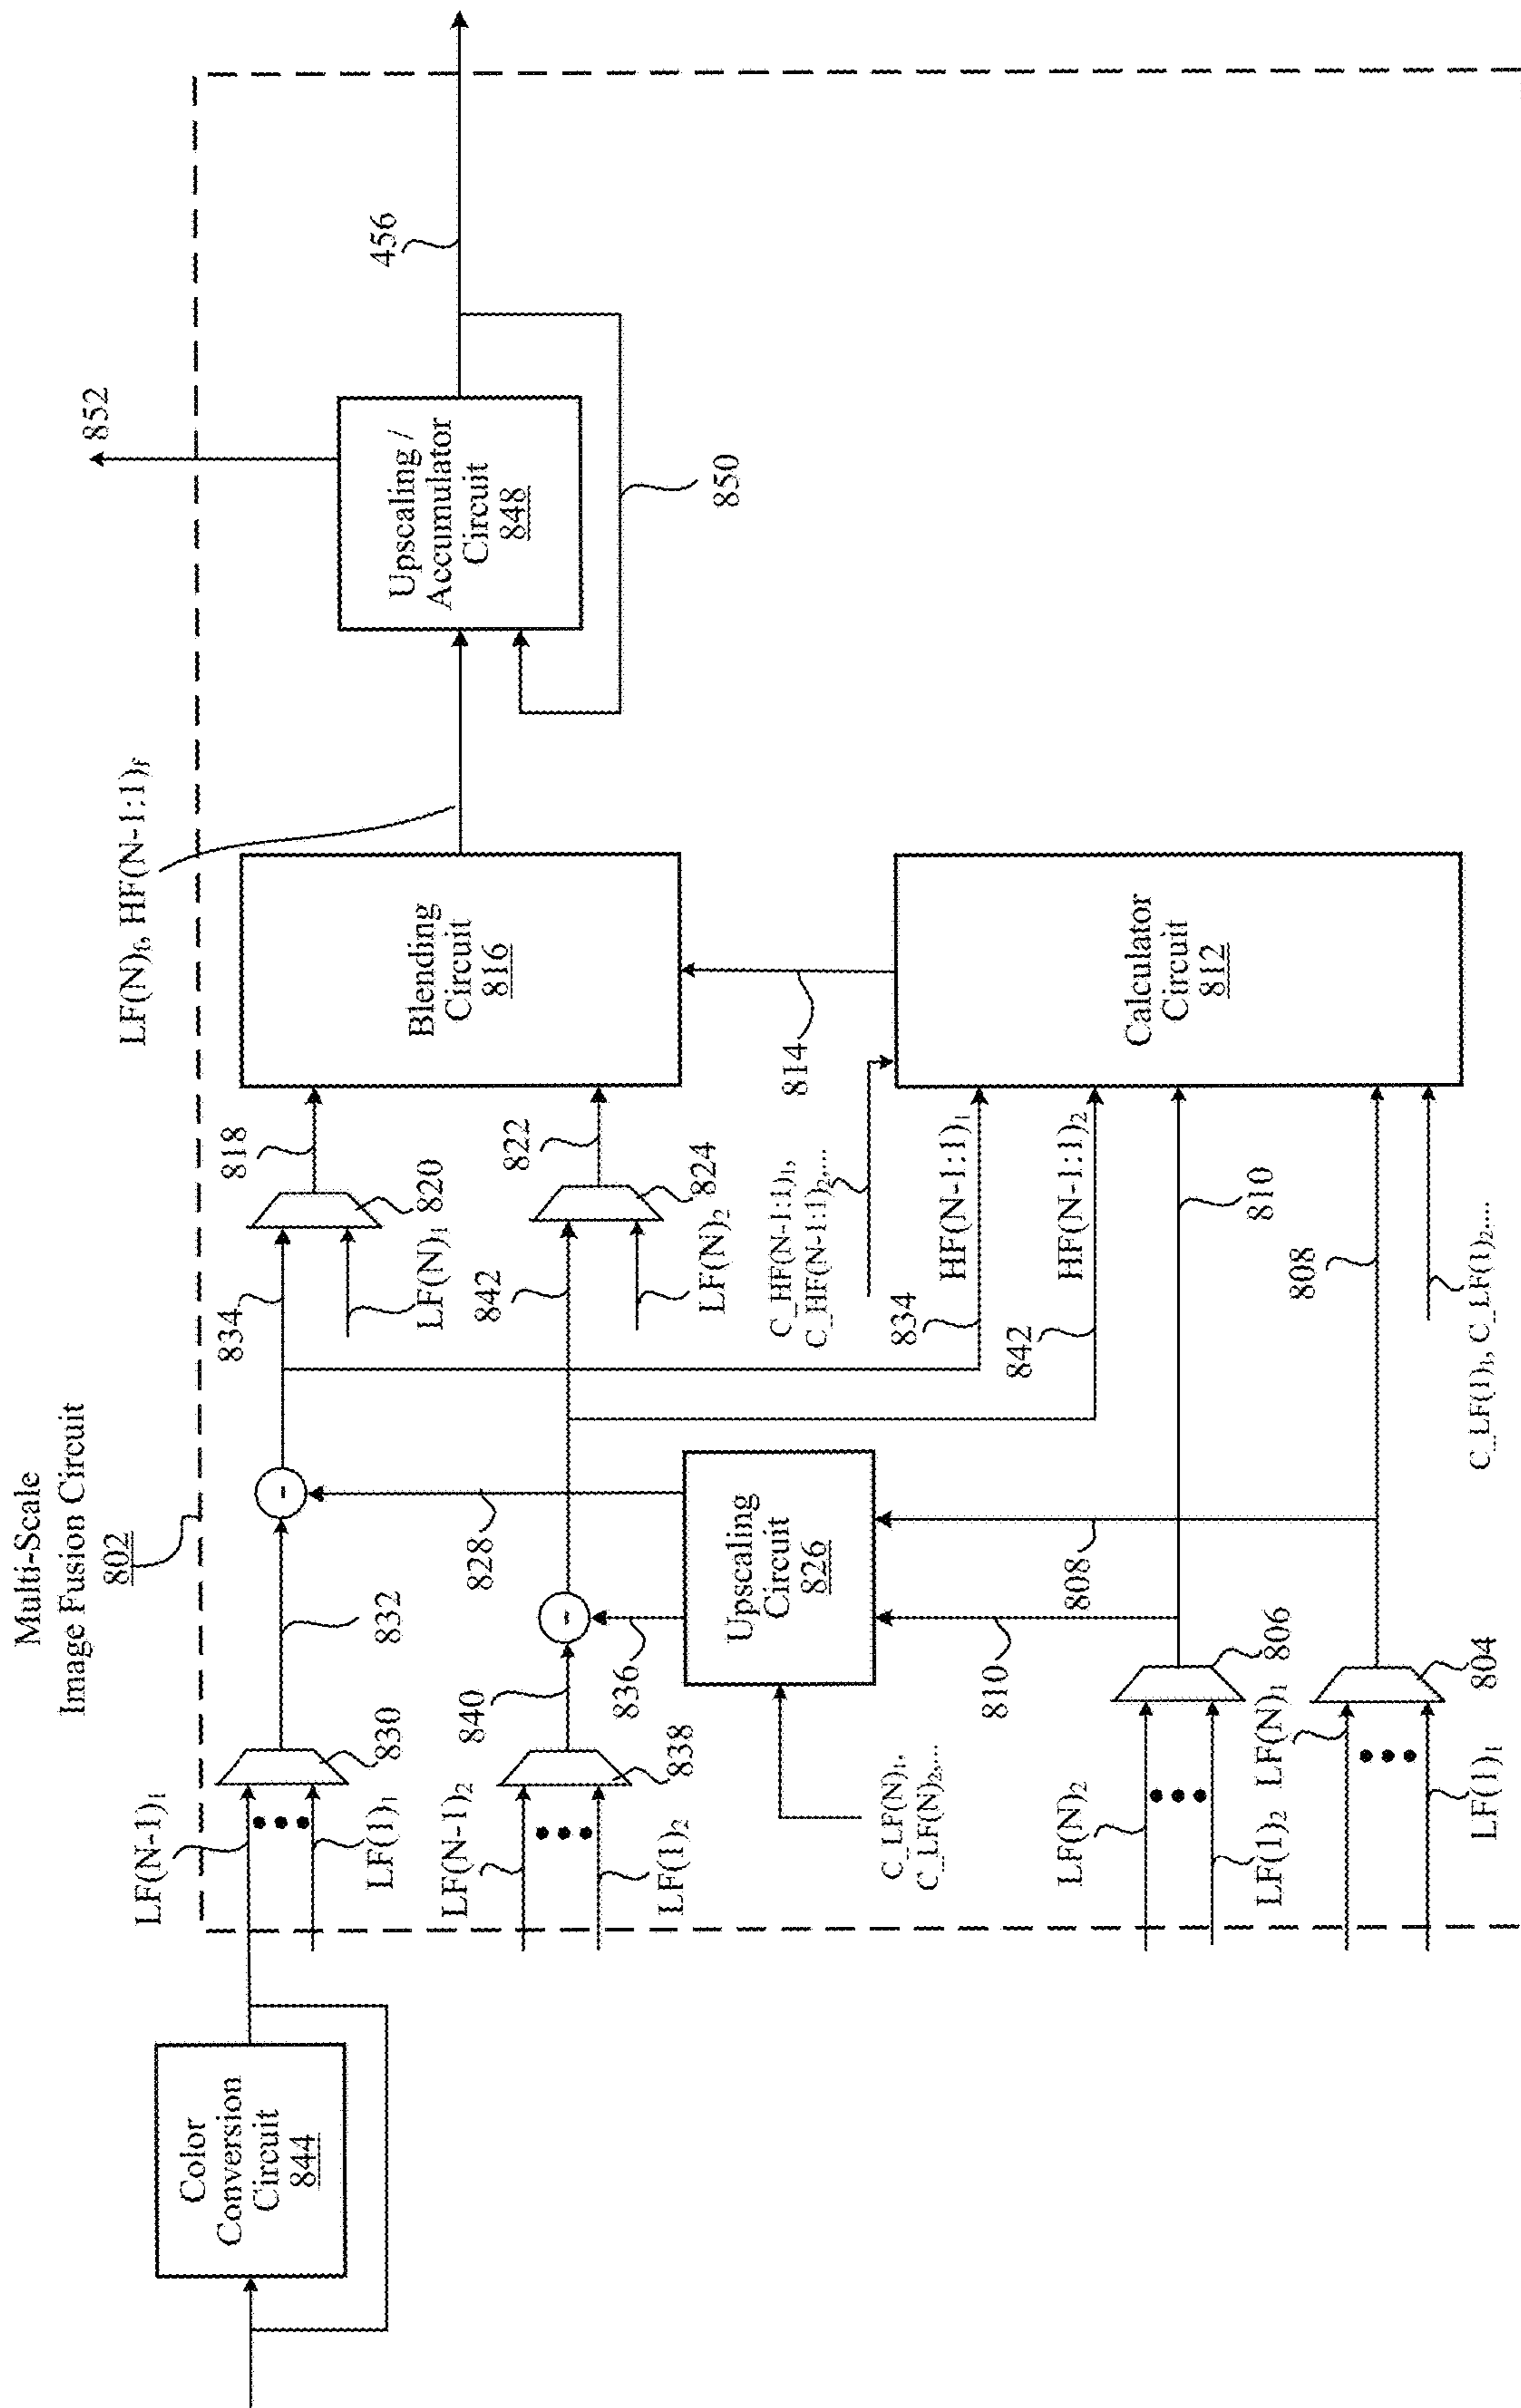 Multi-Scale
Image Fusion Circuit
802
Color
Conversion
Circuit
844
LF(N-1)₁
LF(1)₁
830
832
834
LF(N)₁
820
818
LF(N-1)₂
LF(1)₂
838
840
836
828
842
LF(N)₂
824
822
Upscaling
Circuit
826
C_LF(N)₁,
C_LF(N)₂,...
Blending
Circuit
816
LF(N)f, HF(N-1:1)f
Upscaling /
Accumulator
Circuit
848
850
852
456
814
C_HF(N-1:1)₁,
C_HF(N-1:1)₂,...
834
HF(N-1:1)₁
842
HF(N-1:1)₂
Calculator
Circuit
812
810
808
810
808
LF(N)₂
LF(1)₂
806
LF(N)₁
LF(1)₁
804
C_LF(1)₁, C_LF(1)₂,...